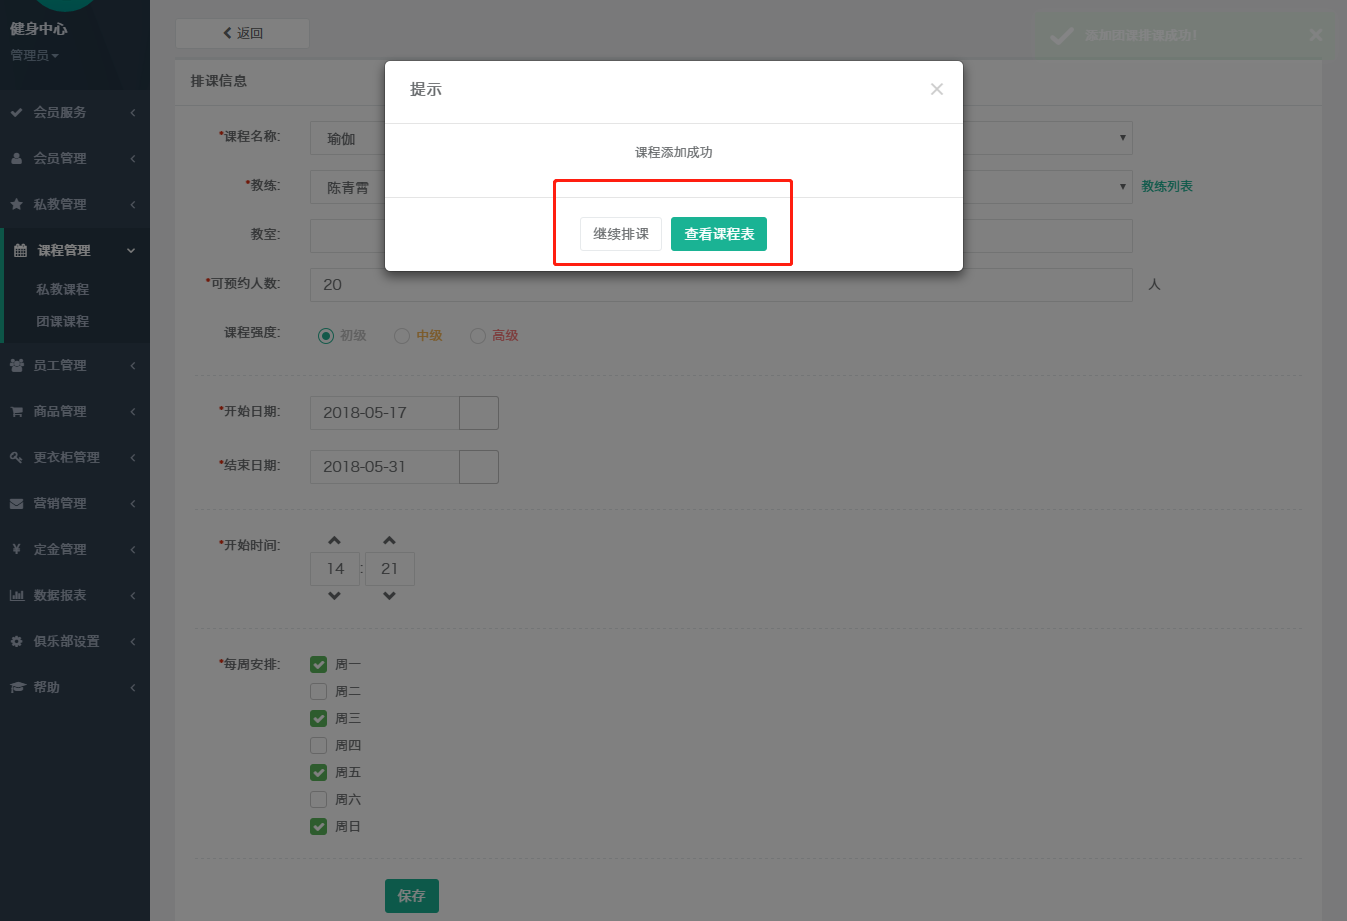 健身中心
管理员
会员服务
会员管理
私教管理
课程管理
私教课程
团课课程
员工管理
商品管理
更衣柜管理
营销管理
定金管理
数据报表
俱乐部设置
帮助
返回
添加团课排课成功!
排课信息
*课程名称:
瑜伽
*教练:
陈青霄
教练列表
教室:
*可预约人数:
20
人
课程强度:
初级
中级
高级
*开始日期:
2018-05-17
*结束日期:
2018-05-31
*开始时间:
14 : 21
*每周安排:
周一
周二
周三
周四
周五
周六
周日
保存
提示
课程添加成功
继续排课
查看课程表